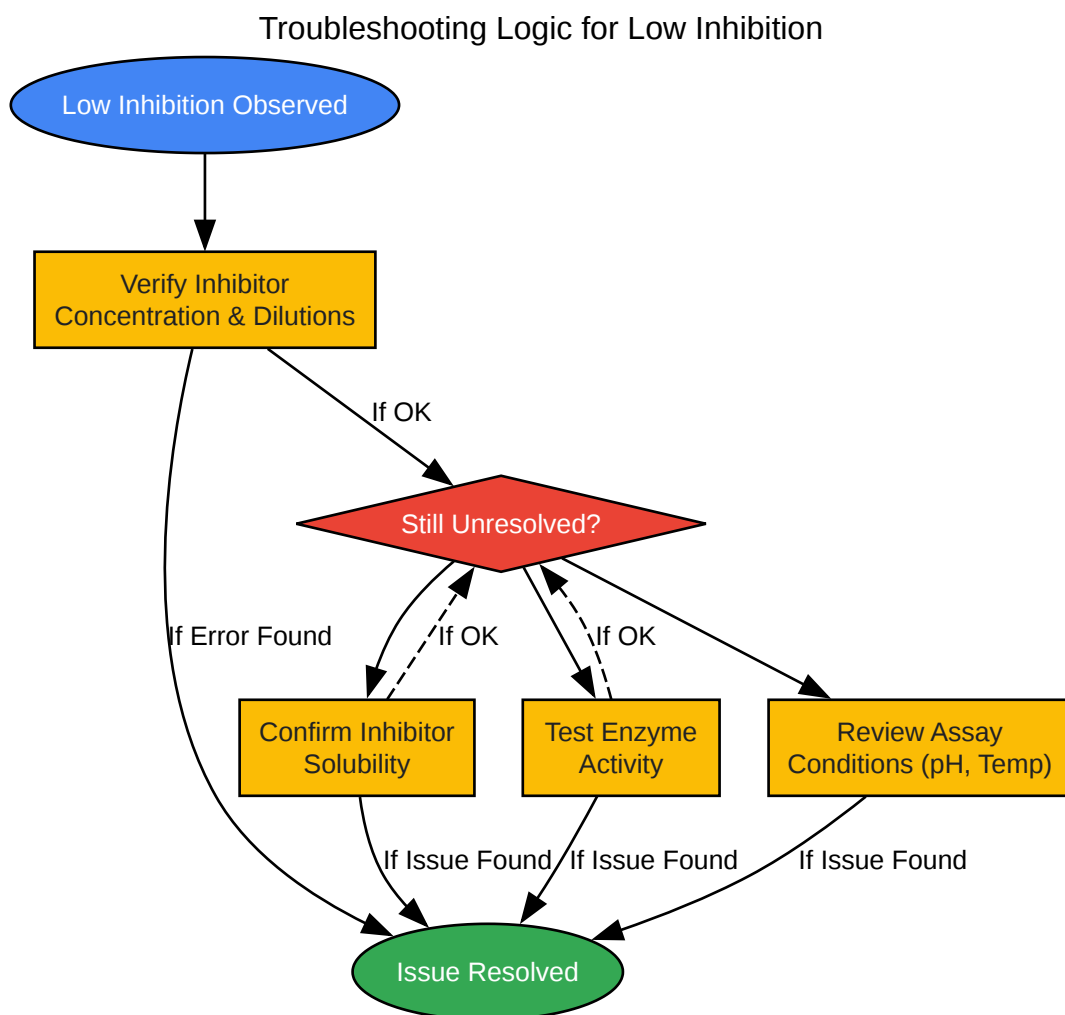 Troubleshooting Logic for Low Inhibition
Low Inhibition Observed
Verify Inhibitor
Concentration & Dilutions
If OK
Still Unresolved?
If Error Found
If OK
If OK
Confirm Inhibitor
Solubility
Test Enzyme
Activity
Review Assay
Conditions (pH, Temp)
If Issue Found
If Issue Found
If Issue Found
Issue Resolved